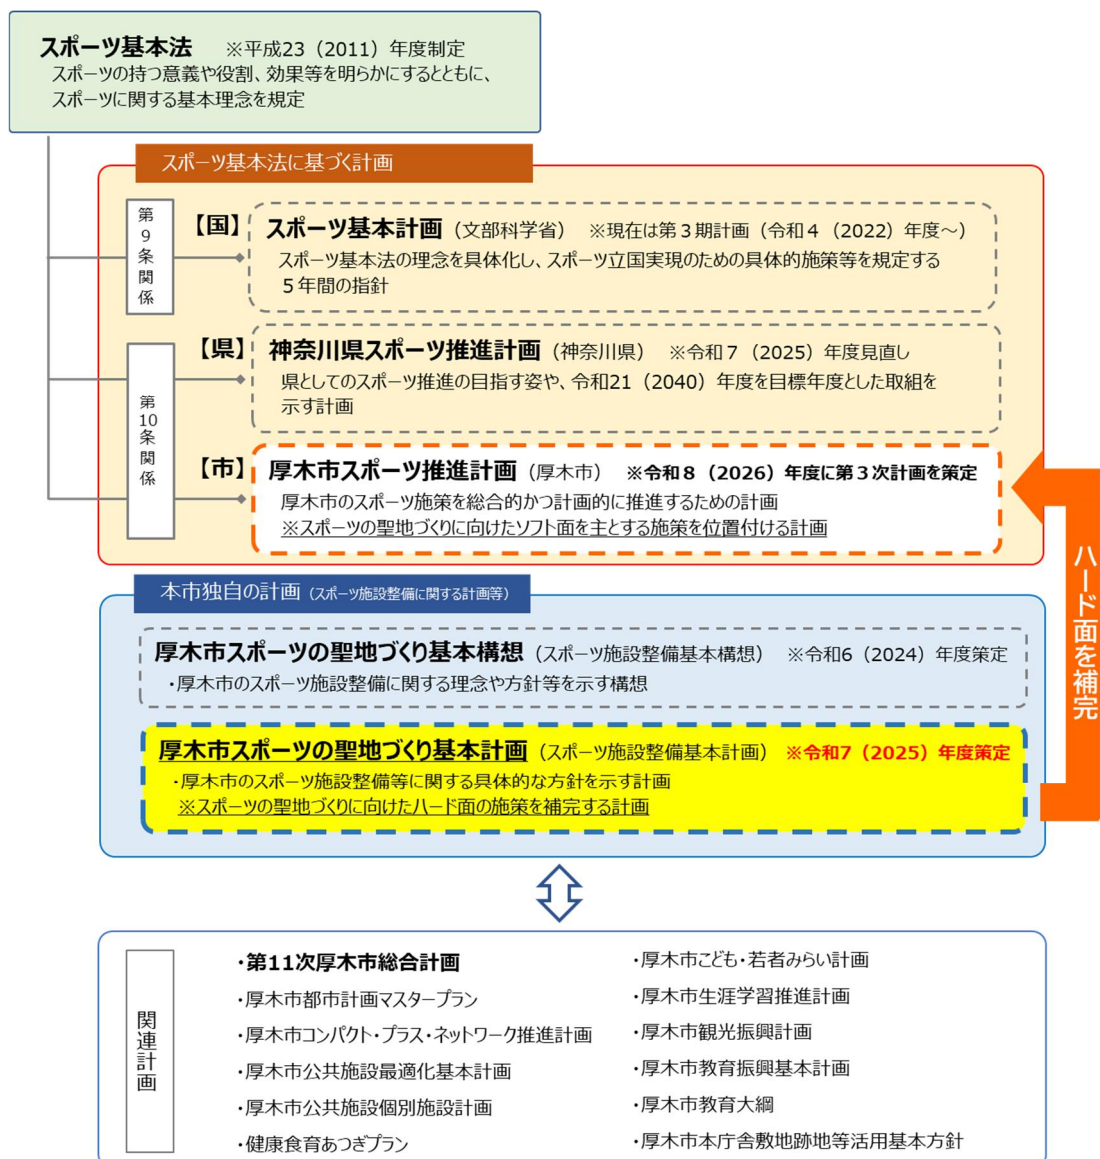 スポーツ基本法 ※平成23（2011）年度制定
スポーツの持つ意義や役割、効果等を明らかにするとともに、
スポーツに関する基本理念を規定
スポーツ基本法に基づく計画
第9条関係
【国】 スポーツ基本計画（文部科学省） ※現在は第３期計画（令和４（2022）年度～）
スポーツ基本法の理念を具体化し、スポーツ立国実現のための具体的施策等を規定する
５年間の指針
第10条関係
【県】 神奈川県スポーツ推進計画（神奈川県） ※令和７（2025）年度見直し
県としてのスポーツ推進の目指す姿や、令和21（2040）年度を目標年度とした取組を
示す計画
【市】 厚木市スポーツ推進計画（厚木市） ※令和８（2026）年度に第３次計画を策定
厚木市のスポーツ施策を総合的かつ計画的に推進するための計画
※スポーツの聖地づくりに向けたソフト面を主とする施策を位置付ける計画
ハード面を補完
本市独自の計画（スポーツ施設整備に関する計画等）
厚木市スポーツの聖地づくり基本構想（スポーツ施設整備基本構想） ※令和6（2024）年度策定
・厚木市のスポーツ施設整備に関する理念や方針等を示す構想
厚木市スポーツの聖地づくり基本計画（スポーツ施設整備基本計画） ※令和7（2025）年度策定
・厚木市のスポーツ施設整備等に関する具体的な方針を示す計画
※スポーツの聖地づくりに向けたハード面の施策を補完する計画
関連計画
・第11次厚木市総合計画
・厚木市都市計画マスタープラン
・厚木市コンパクト・プラス・ネットワーク推進計画
・厚木市公共施設最適化基本計画
・厚木市公共施設個別施設計画
・健康食育あつぎプラン
・厚木市こども・若者みらい計画
・厚木市生涯学習推進計画
・厚木市観光振興計画
・厚木市教育振興基本計画
・厚木市教育大綱
・厚木市本庁舎敷地跡地等活用基本方針